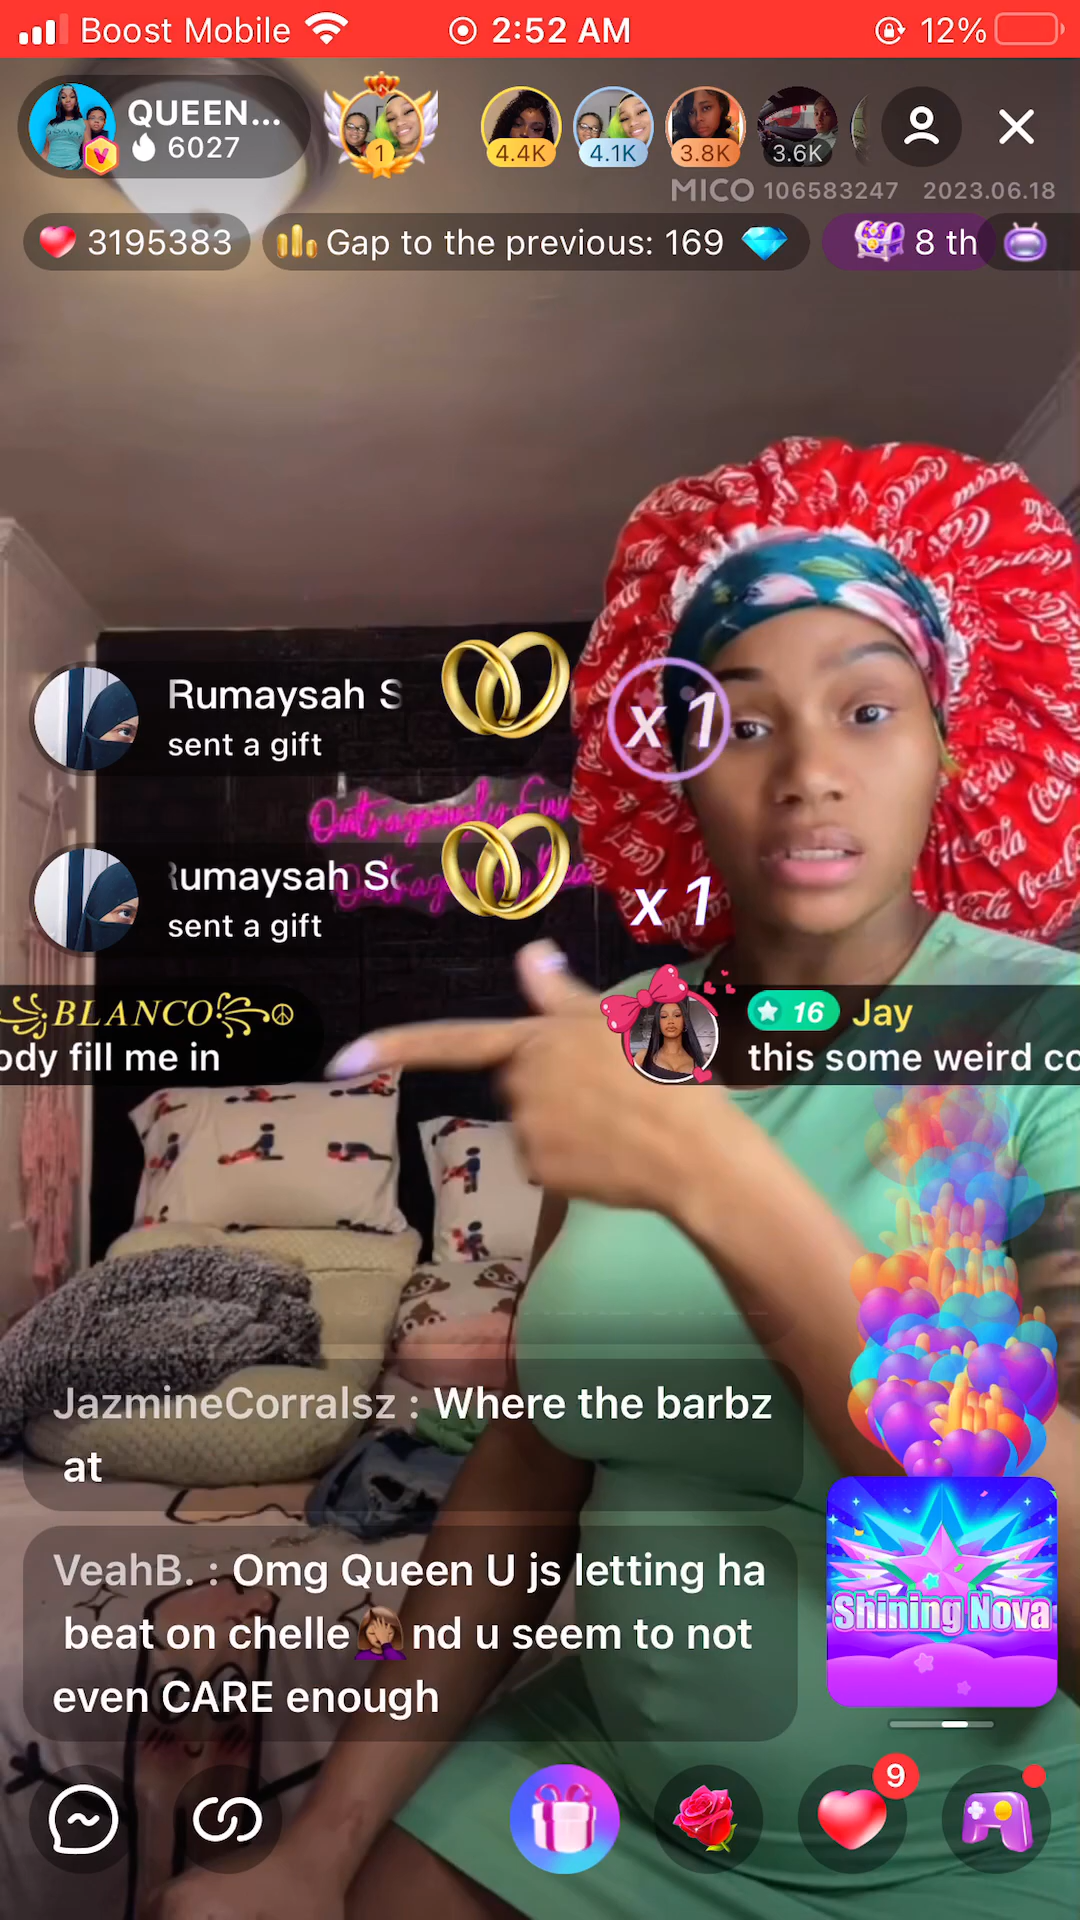 Boost Mobile
2:52 AM
12%
QUEEN...
6027
1
4.4K
4.1K
3.8K
3.6K
MICO 106583247 2023.06.18
3195383
Gap to the previous: 169
8 th
Rumaysah S
sent a gift
x 1
Rumaysah S
sent a gift
x 1
BLANCO
ody fill me in
16 Jay
this some weird co
JazmineCorralsz : Where the barbz
at
VeahB. : Omg Queen U js letting ha
beat on chelle🤦🏽‍♀️nd u seem to not
even CARE enough
Shining Nova
9